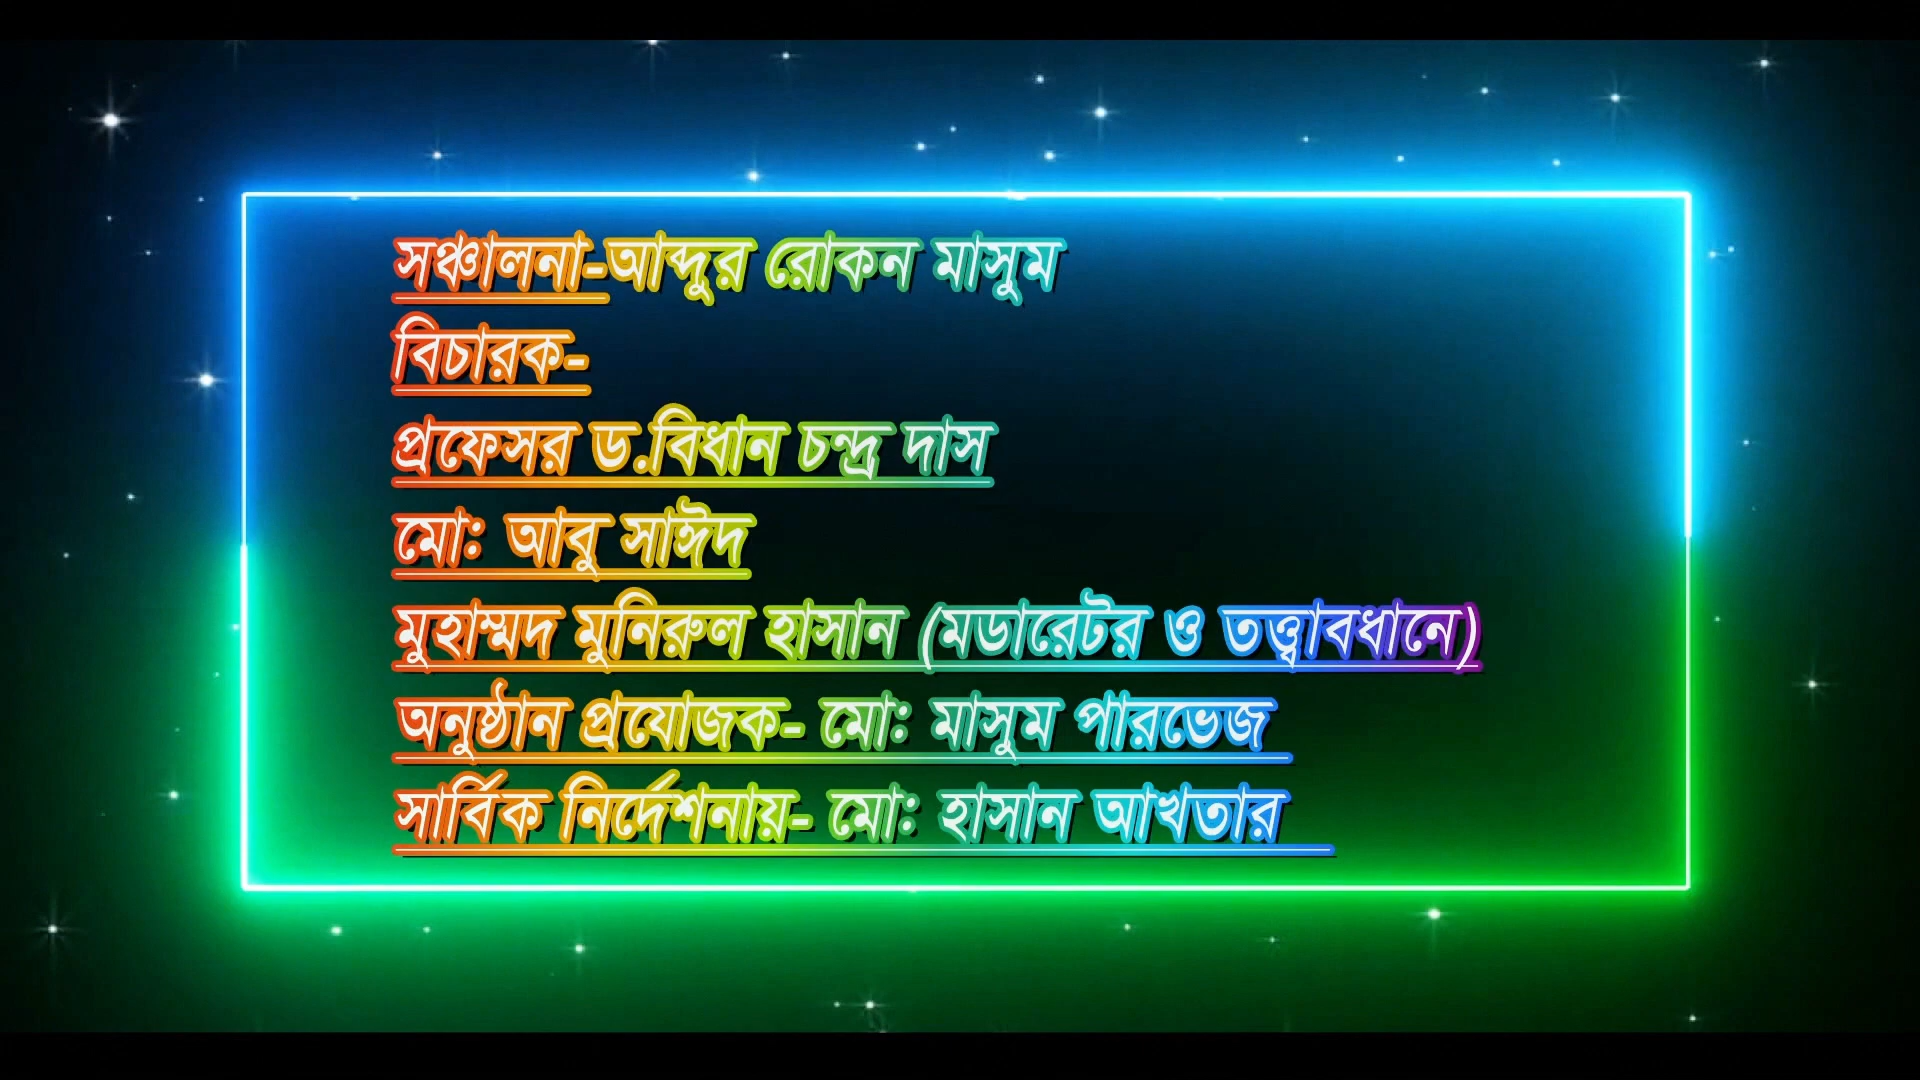 সঞ্চালনা-আব্দুর রোকন মাসুম
বিচারক-
প্রফেসর ড.বিধান চন্দ্র দাস
মোঃ আবু সাঈদ
মুহাম্মদ মুনিরুল হাসান (মডারেটর ও তত্ত্বাবধানে)
অনুষ্ঠান প্রযোজক- মোঃ মাসুম পারভেজ
সার্বিক নির্দেশনায়- মোঃ হাসান আখতার